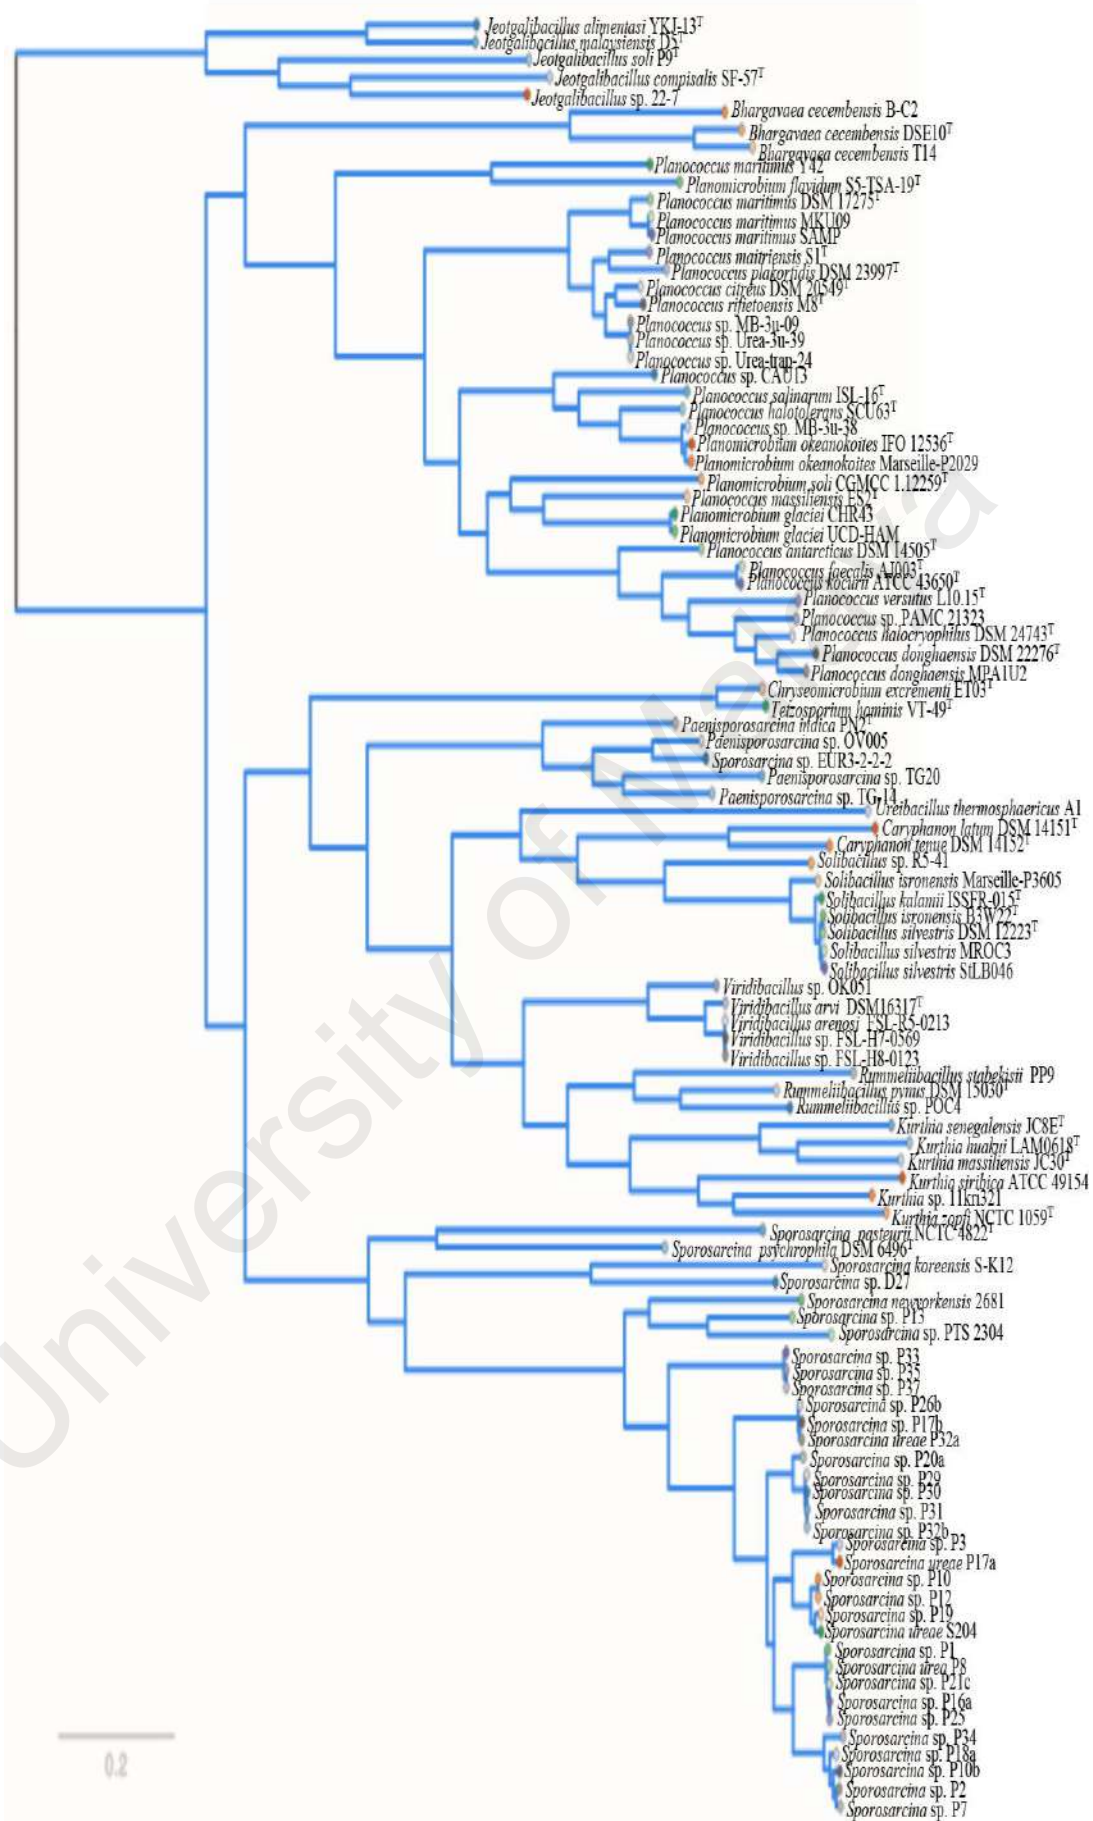 Jeotgalibacillus alimentasi YKJ-13ᵀ
Jeotgalibacillus malaysiensis D5ᵀ
Jeotgalibacillus soli P9ᵀ
Jeotgalibacillus compisalis SF-57ᵀ
Jeotgalibacillus sp. 22-7
Bhargavaea cecembensis B-C2
Bhargavaea cecembensis DSE10ᵀ
Bhargavaea cecembensis T14
Planococcus maritimus Y42
Planomicrobium flavidum S5-TSA-19ᵀ
Planococcus maritimus DSM 17275ᵀ
Planococcus maritimus MKU09
Planococcus maritimus SAMP
Planococcus maitriensis S1ᵀ
Planococcus plakortidis DSM 23997ᵀ
Planococcus citreus DSM 20549ᵀ
Planococcus rifietoensis M8ᵀ
Planococcus sp. MB-3u-09
Planococcus sp. Urea-3u-39
Planococcus sp. Urea-trap-24
Planococcus sp. CAU13
Planococcus salinarum ISL-16ᵀ
Planococcus halotolerans SCU63ᵀ
Planococcus sp. MB-3u-38
Planomicrobium okeanokoites IFO 12536ᵀ
Planomicrobium okeanokoites Marseille-P2029
Planomicrobium soli CGMCC 1.12259ᵀ
Planococcus massiliensis ES2ᵀ
Planomicrobium glaciei CHR43
Planomicrobium glaciei UCD-HAM
Planococcus antarcticus DSM 14505ᵀ
Planococcus faecalis AJ003ᵀ
Planococcus kocurii ATCC 43650ᵀ
Planococcus versutus L10.15ᵀ
Planococcus sp. PAMC 21323
Planococcus halocryophilus DSM 24743ᵀ
Planococcus donghaensis DSM 22276ᵀ
Planococcus donghaensis MPA1U2
Chryseomicrobium excrementi ET03ᵀ
Tetzosporium hominis VT-49ᵀ
Paenisporosarcina indica PN2ᵀ
Paenisporosarcina sp. OV005
Sporosarcina sp. EUR3-2-2-2
Paenisporosarcina sp. TG20
Paenisporosarcina sp. TG-14
Ureibacillus thermosphaericus A1
Caryphanon latum DSM 14151ᵀ
Caryphanon tenue DSM 14152ᵀ
Solibacillus sp. R5-41
Solibacillus isronensis Marseille-P3605
Solibacillus kalamii ISSFR-015ᵀ
Solibacillus isronensis B3W22ᵀ
Solibacillus silvestris DSM 12223ᵀ
Solibacillus silvestris MROC3
Solibacillus silvestris StLB046
Viridibacillus sp. OK051
Viridibacillus arvi DSM16317ᵀ
Viridibacillus arenosi FSL-R5-0213
Viridibacillus sp. FSL-H7-0569
Viridibacillus sp. FSL-H8-0123
Rummeliibacillus stabekisii PP9
Rummeliibacillus pynus DSM 15030ᵀ
Rummeliibacillus sp. POC4
Kurthia senegalensis JC8Eᵀ
Kurthia huakui LAM0618ᵀ
Kurthia massiliensis JC30ᵀ
Kurthia siribica ATCC 49154
Kurthia sp. 11kri321
Kurthia zopfi NCTC 1059ᵀ
Sporosarcina pasteurii NCTC 4822ᵀ
Sporosarcina psychrophila DSM 6496ᵀ
Sporosarcina koreensis S-K12
Sporosarcina sp. D27
Sporosarcina newyorkensis 2681
Sporosarcina sp. P13
Sporosarcina sp. PTS 2304
Sporosarcina sp. P33
Sporosarcina sp. P35
Sporosarcina sp. P37
Sporosarcina sp. P26b
Sporosarcina sp. P17b
Sporosarcina ureae P32a
Sporosarcina sp. P20a
Sporosarcina sp. P29
Sporosarcina sp. P30
Sporosarcina sp. P31
Sporosarcina sp. P32b
Sporosarcina sp. P3
Sporosarcina ureae P17a
Sporosarcina sp. P10
Sporosarcina sp. P12
Sporosarcina sp. P19
Sporosarcina ureae S204
Sporosarcina sp. P1
Sporosarcina urea P8
Sporosarcina sp. P21c
Sporosarcina sp. P16a
Sporosarcina sp. P25
Sporosarcina sp. P34
Sporosarcina sp. P18a
Sporosarcina sp. P10b
Sporosarcina sp. P2
Sporosarcina sp. P7
0.2
University of Malaya